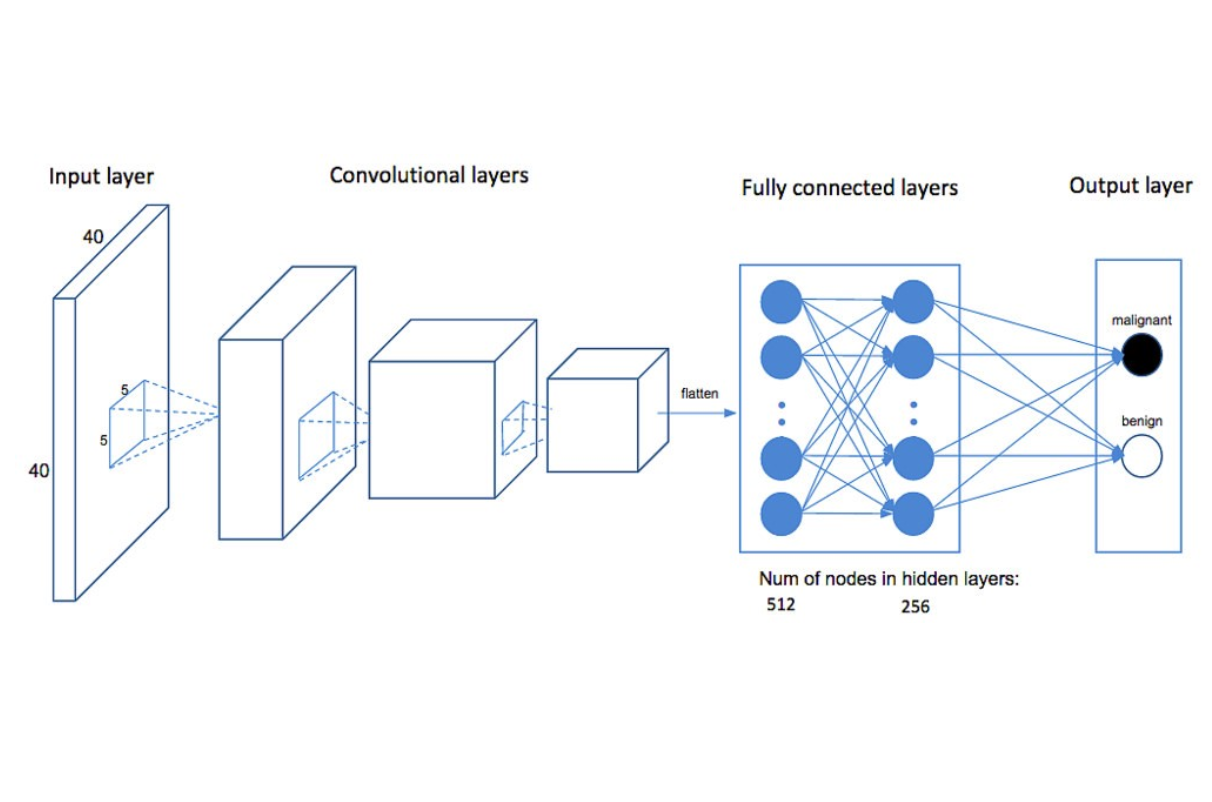 Input layer
Convolutional layers
Fully connected layers
Output layer
40
40
5
5
flatten
malignant
benign
Num of nodes in hidden layers:
512
256